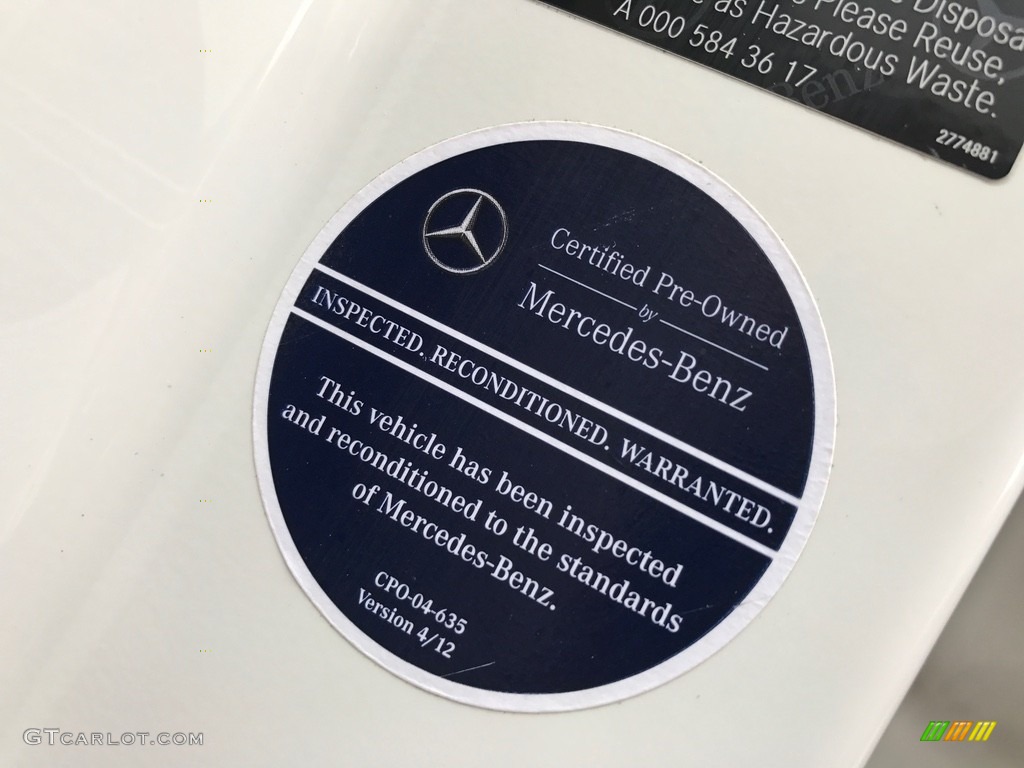 Disposa
Please Reuse,
as Hazardous Waste.
A 000 584 36 17
2774881
Certified Pre-Owned
by
Mercedes-Benz
INSPECTED. RECONDITIONED. WARRANTED.
This vehicle has been inspected
and reconditioned to the standards
of Mercedes-Benz.
CPO-04-635
Version 4/12
GTCARLOT.COM